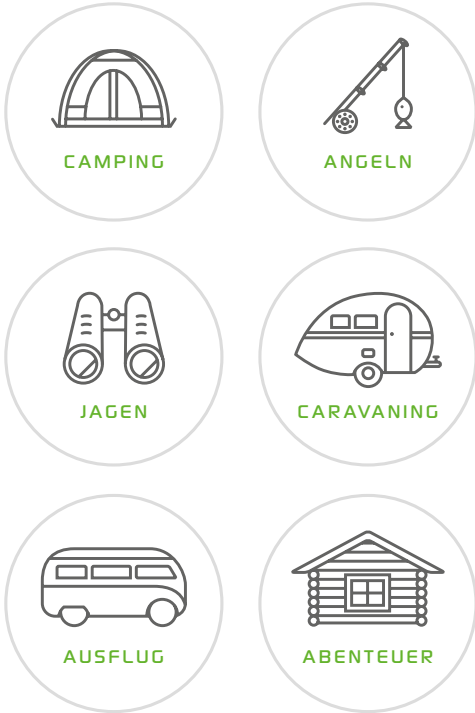 CAMPING
ANGELN
JAGEN
CARAVANING
AUSFLUG
ABENTEUER